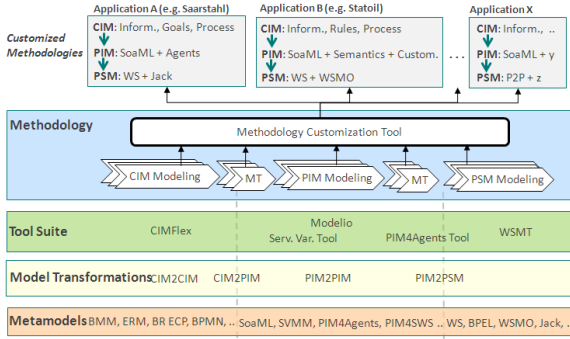 Application A (e.g. Saarstahl)
Application B (e.g. Statoil)
Application X
Customized
Methodologies
CIM: Inform., Goals, Process
PIM: SoaML + Agents
PSM: WS + Jack
CIM: Inform., Rules, Process
PIM: SoaML + Semantics + Custom.
PSM: WS + WSMO
...
CIM: Inform., ..
PIM: SoaML + y
PSM: P2P + z
Methodology
Methodology Customization Tool
CIM Modeling
MT
PIM Modeling
MT
PSM Modeling
Tool Suite
CIMFlex
Modelio
Serv. Var. Tool
PIM4Agents Tool
WSMT
Model Transformations
CIM2CIM
CIM2PIM
PIM2PIM
PIM2PSM
Metamodels
BMM, ERM, BR ECP, BPMN, ..
SoaML, SVMM, PIM4Agents, PIM4SWS ..
WS, BPEL, WSMO, Jack, ..